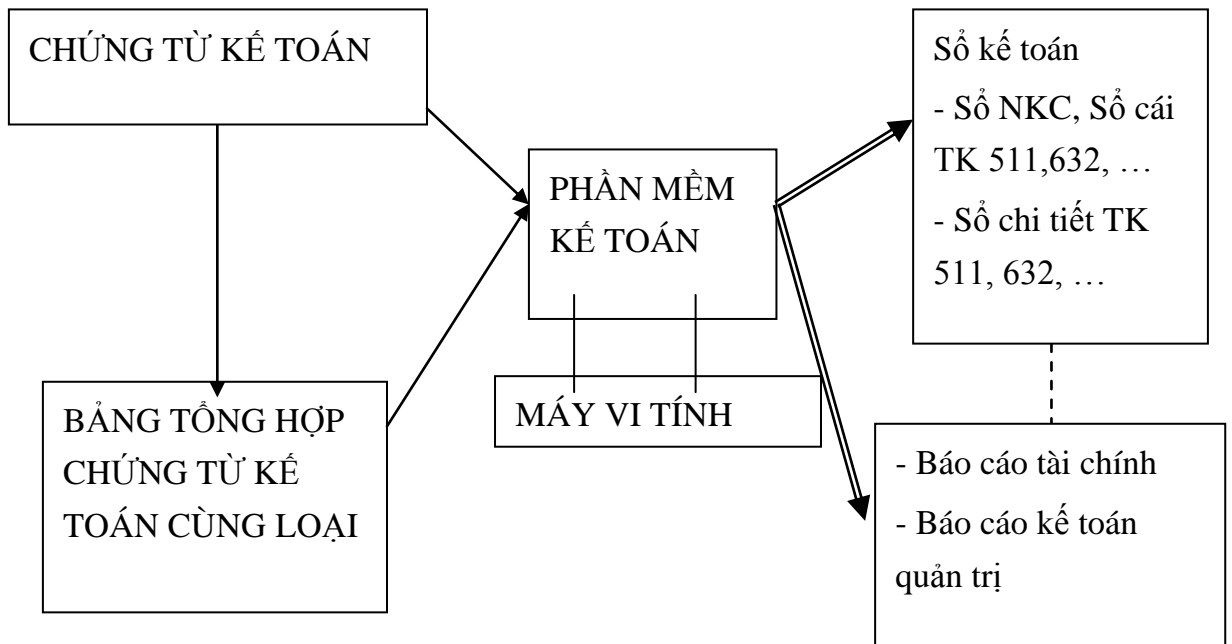 CHỨNG TỪ KẾ TOÁN
Sổ kế toán
- Sổ NKC, Sổ cái
TK 511,632, …
- Sổ chi tiết TK
511, 632, …
PHẦN MỀM
KẾ TOÁN
MÁY VI TÍNH
BẢNG TỔNG HỢP
CHỨNG TỪ KẾ
TOÁN CÙNG LOẠI
- Báo cáo tài chính
- Báo cáo kế toán
quản trị